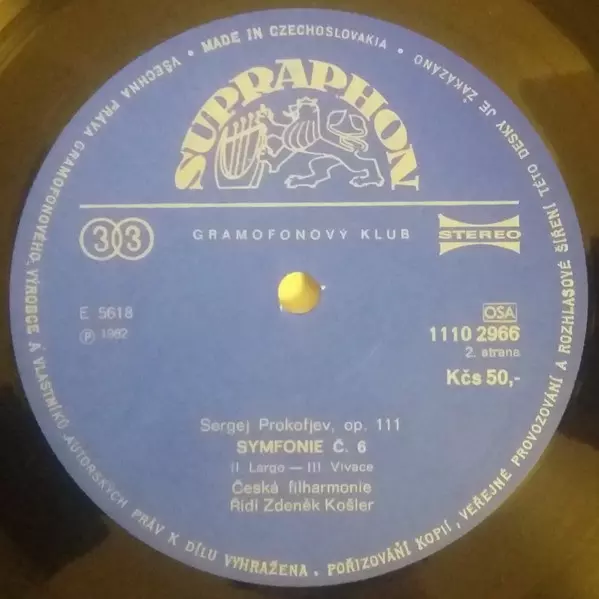 VŠECHNA PRÁVA GRAMOFONOVÉHO VÝROBCE A VLASTNÍKŮ AUTORSKÝCH PRÁV K DÍLU VYHRAŽENA. POŘIZOVÁNÍ KOPIÍ, VEŘEJNÉ PROVOZOVÁNÍ A ROZHLASOVÉ ŠÍŘENÍ TÉTO DESKY JE ZAKÁZÁNO
• MADE IN CZECHOSLOVAKIA •
SUPRAPHON
33
GRAMOFONOVÝ KLUB
STEREO
E 5618
℗ 1982
OSA
1110 2966
2. strana
Kčs 50,-
Sergej Prokofjev, op. 111
SYMFONIE Č. 6
II Largo — III Vivace
Česká filharmonie
Řídí Zdeněk Košler